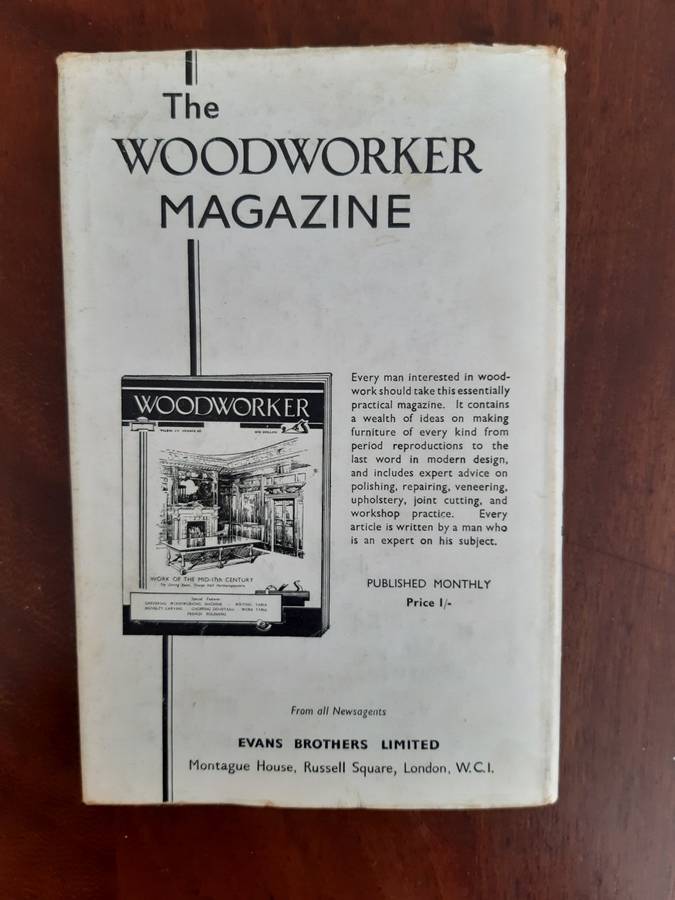 The
WOODWORKER
MAGAZINE
WOODWORKER
WORK OF THE MID-17th CENTURY
Special Features
Every man interested in wood-
work should take this essentially
practical magazine. It contains
a wealth of ideas on making
furniture of every kind from
period reproductions to the
last word in modern design,
and includes expert advice on
polishing, repairing, veneering,
upholstery, joint cutting, and
workshop practice. Every
article is written by a man who
is an expert on his subject.
PUBLISHED MONTHLY
Price 1/-
From all Newsagents
EVANS BROTHERS LIMITED
Montague House, Russell Square, London, W.C.1.